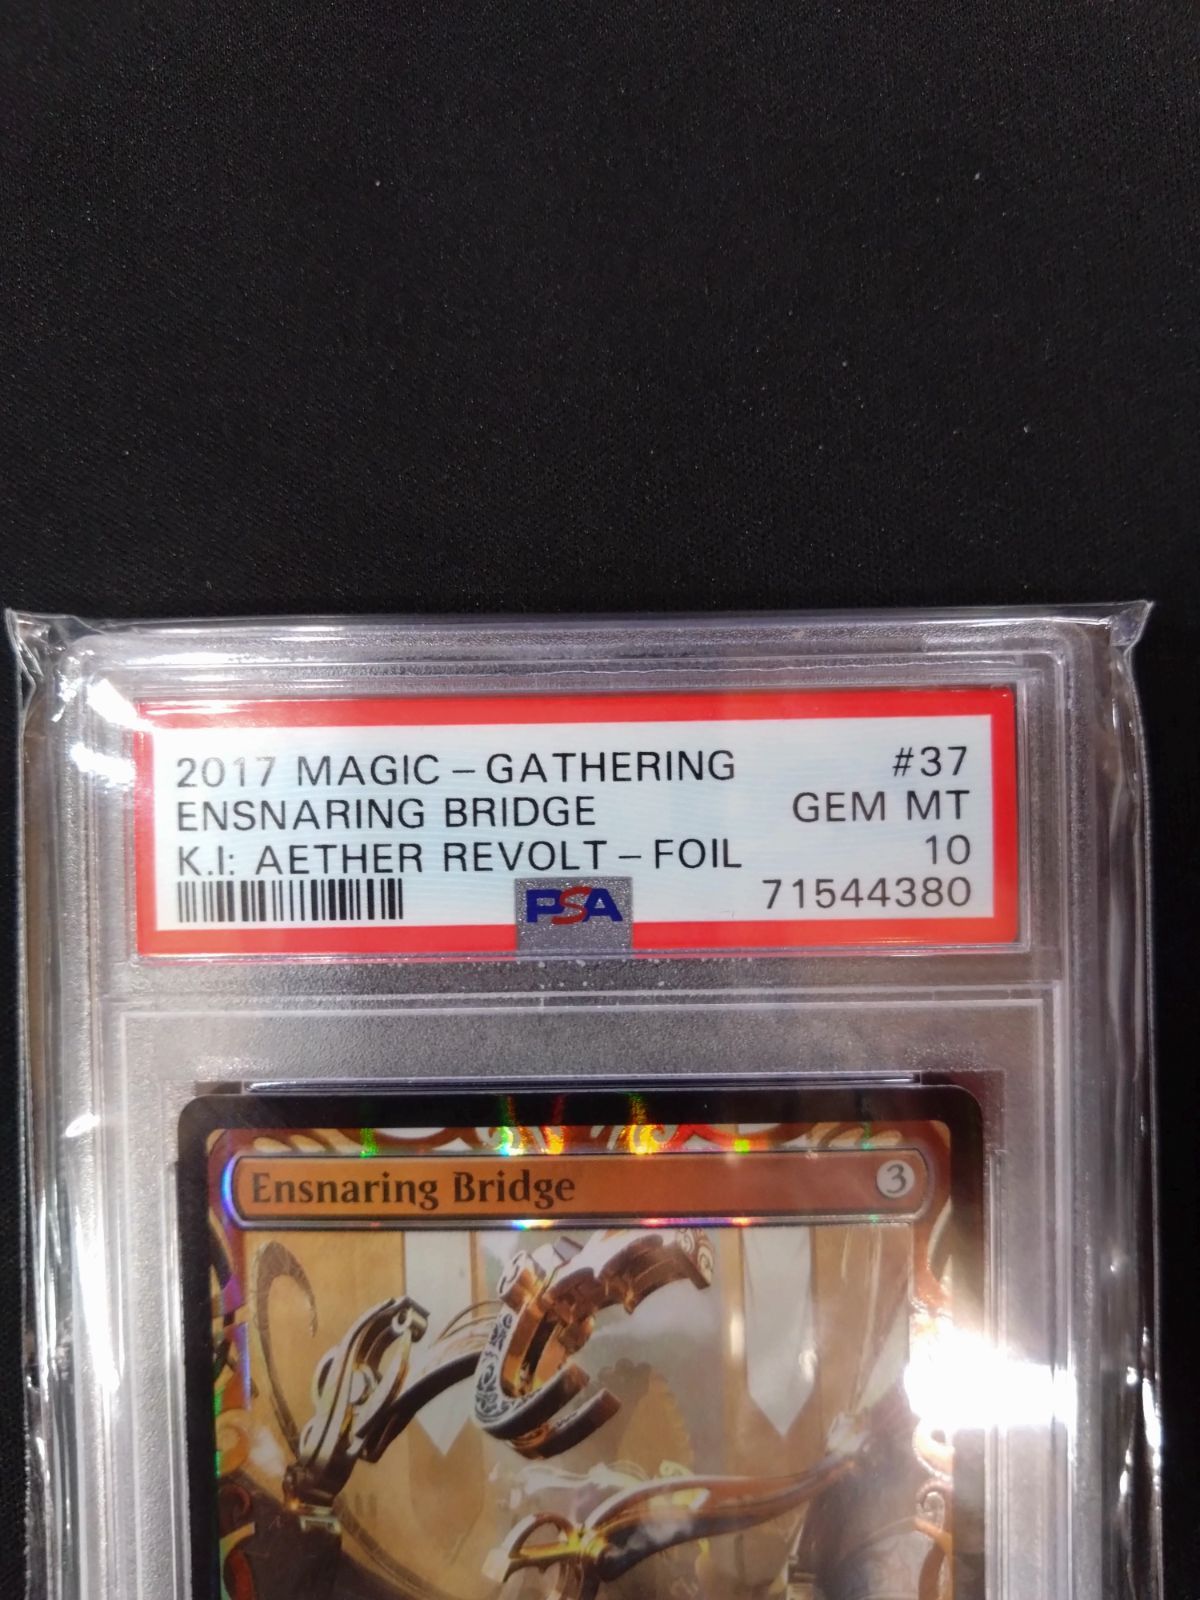 2017 MAGIC – GATHERING #37
ENSNARING BRIDGE GEM MT
K.I: AETHER REVOLT – FOIL 10
PSA 71544380
Ensnaring Bridge 3